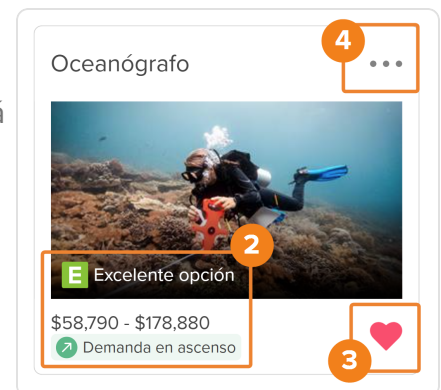 4
Oceanógrafo
á
2
E Excelente opción
$58,790 - $178,880
Demanda en ascenso
3